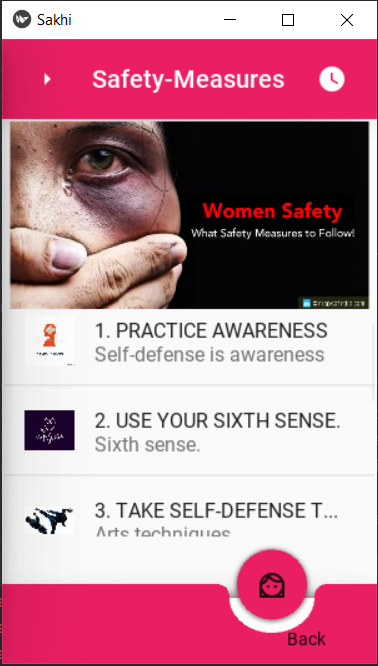 Sakhi
Safety-Measures
Women Safety
What Safety Measures to Follow!
1. PRACTICE AWARENESS
Self-defense is awareness
2. USE YOUR SIXTH SENSE.
Sixth sense.
3. TAKE SELF-DEFENSE T...
Arts techniques
Back